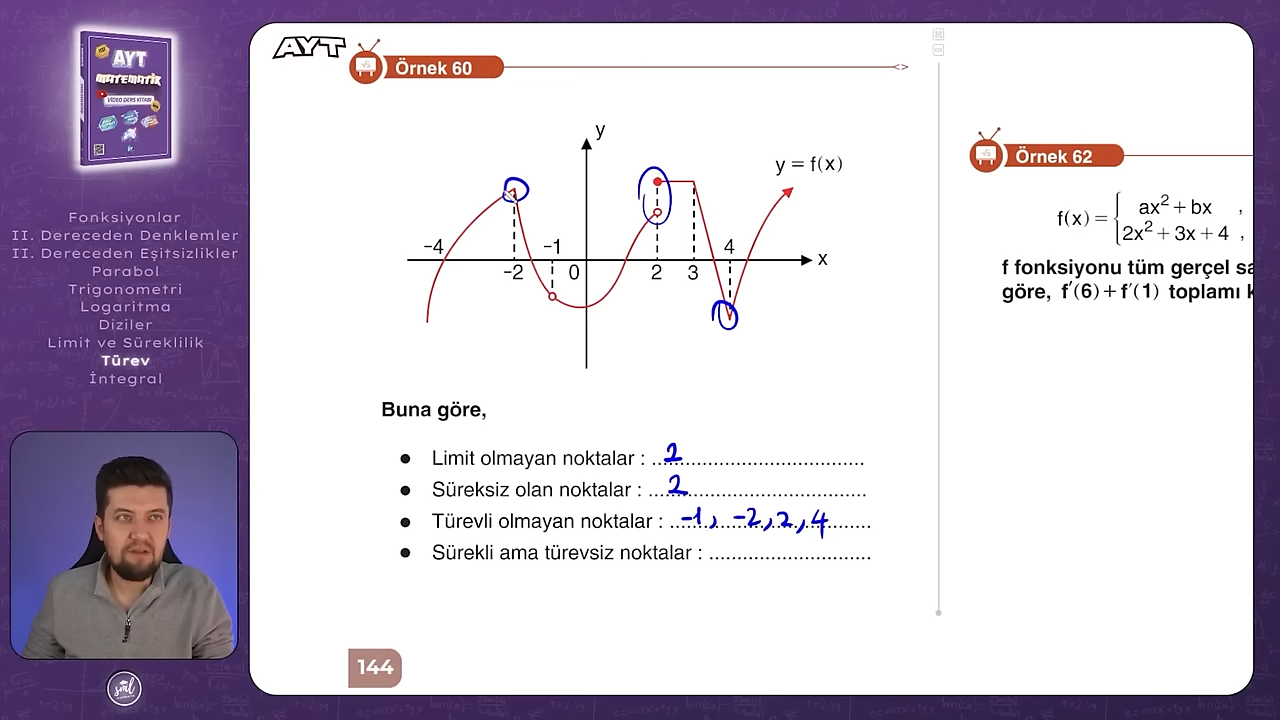 AYT
MATEMATİK
VİDEO DERS KİTABI
Fonksiyonlar
II. Dereceden Denklemler
II. Dereceden Eşitsizlikler
Parabol
Trigonometri
Logaritma
Diziler
Limit ve Süreklilik
Türev
İntegral
sml
AYT
Örnek 60
y
y = f(x)
-4
-1
4
x
-2
0
2
3
Buna göre,
● Limit olmayan noktalar : 2
● Süreksiz olan noktalar : 2
● Türevli olmayan noktalar : -1, -2, 2, 4
● Sürekli ama türevsiz noktalar : ............................
144
Örnek 62
f(x) = { ax² + bx ,
2x² + 3x + 4 ,
f fonksiyonu tüm gerçel sa
göre, f′(6) + f′(1) toplamı k